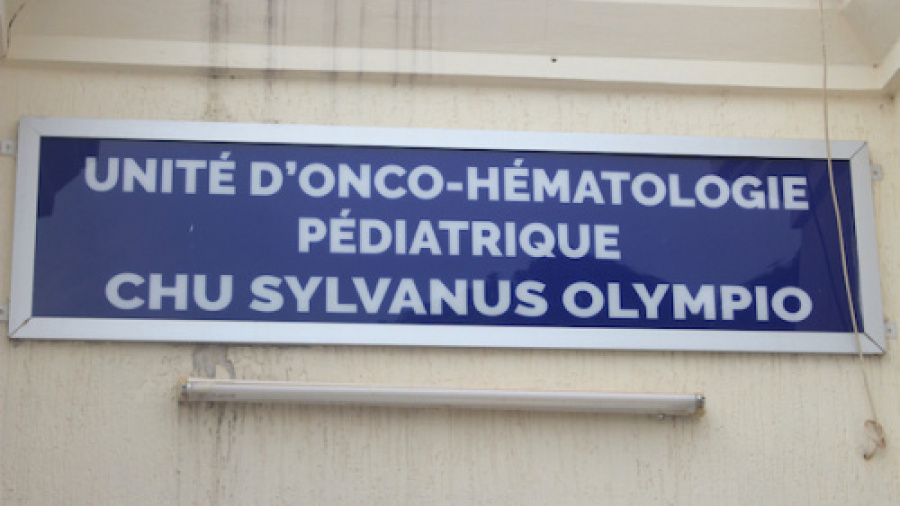 UNITÉ D'ONCO-HÉMATOLOGIE
PÉDIATRIQUE
CHU SYLVANUS OLYMPIO